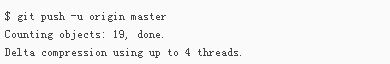 $ git push -u origin master
Counting objects: 19, done.
Delta compression using up to 4 threads.